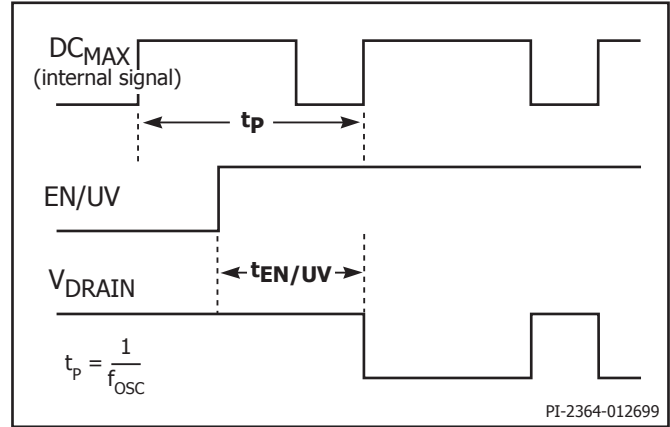 DCMAX
(internal signal)
tP
EN/UV
tEN/UV
VDRAIN
tP = 1/fOSC
PI-2364-012699